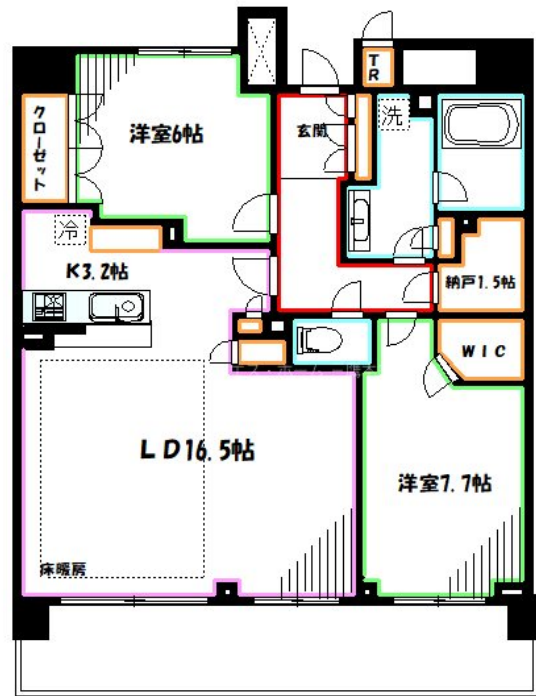 TR
クローゼット
洋室6帖
玄関
洗
冷
K3.2帖
納戸1.5帖
WIC
LD16.5帖
洋室7.7帖
床暖房